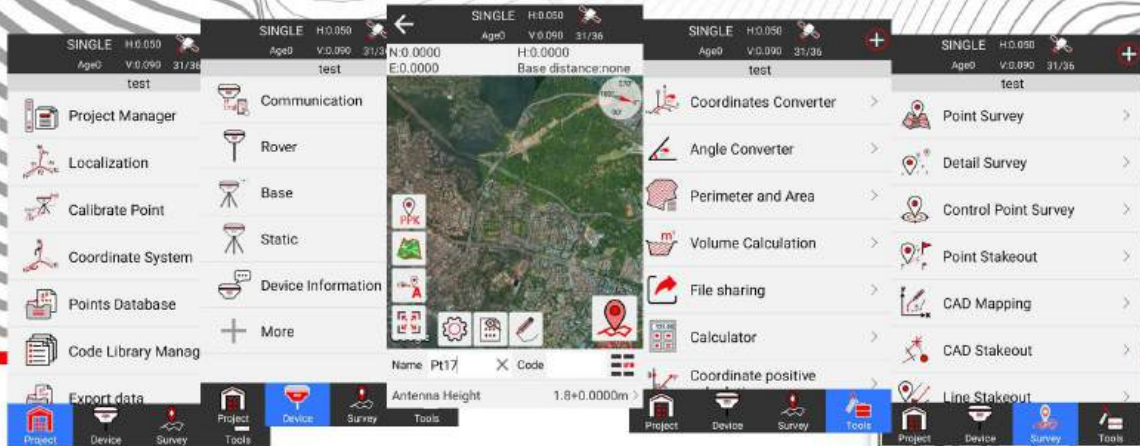 SINGLE H:0.050
Age0 V:0.090 31/36
test
Project Manager
Localization
Calibrate Point
Coordinate System
Points Database
Code Library Manag
Export data
Project Device Survey
SINGLE H:0.050
Age0 V:0.090 31/3
test
Communication
Rover
Base
Static
Device Information
More
Project Device Survey Tools
SINGLE H:0.050
Age0 V:0.090 31/36
N:0.0000 H:0.0000
E:0.0000 Base distance:none
270°
180°
90°
PPK
A
Name Pt17 Code
Antenna Height 1.8+0.0000m
SINGLE H:0.050
Age0 V:0.090 31/36
test
Coordinates Converter
Angle Converter
Perimeter and Area
m³
Volume Calculation
File sharing
Calculator
Coordinate positive
Project Device Survey Tools
SINGLE H:0.050
Age0 V:0.090 31/36
test
Point Survey
Detail Survey
Control Point Survey
Point Stakeout
CAD Mapping
CAD Stakeout
Line Stakeout
Project Device Survey Tools